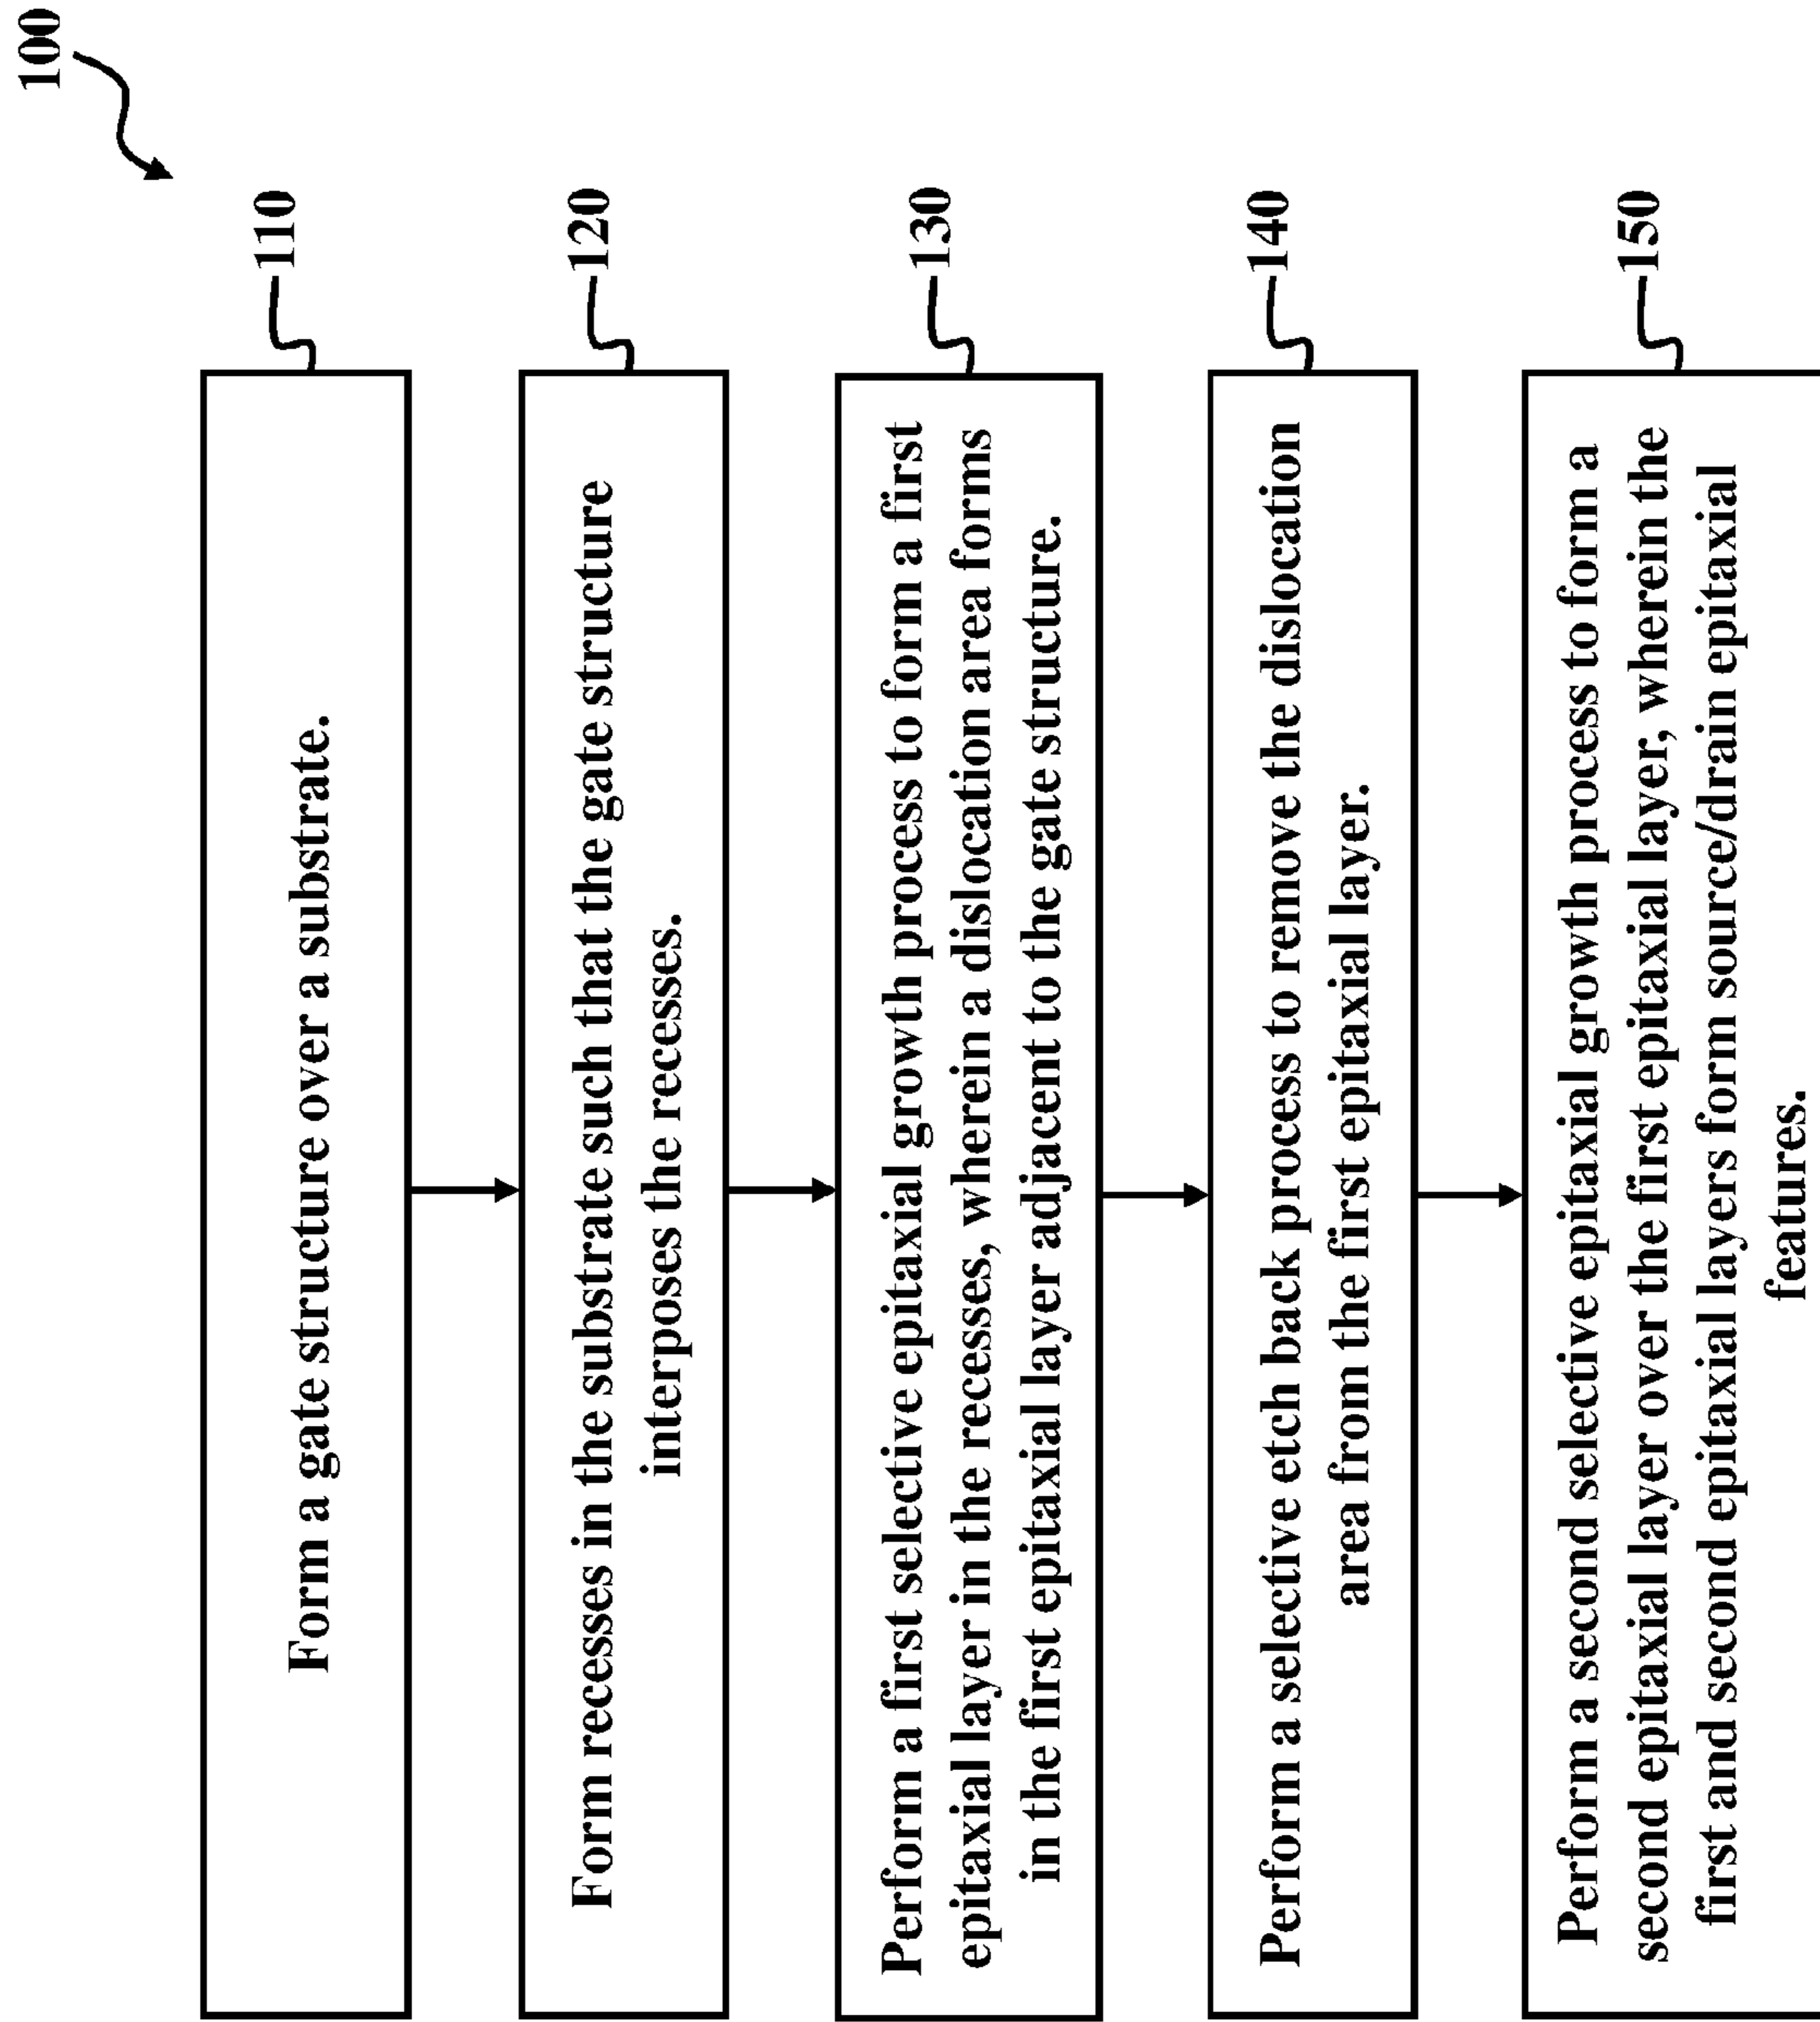 100
110
Form a gate structure over a substrate.
120
Form recesses in the substrate such that the gate structure
interposes the recesses.
130
Perform a first selective epitaxial growth process to form a first
epitaxial layer in the recesses, wherein a dislocation area forms
in the first epitaxial layer adjacent to the gate structure.
140
Perform a selective etch back process to remove the dislocation
area from the first epitaxial layer.
150
Perform a second selective epitaxial growth process to form a
second epitaxial layer over the first epitaxial layer, wherein the
first and second epitaxial layers form source/drain epitaxial
features.